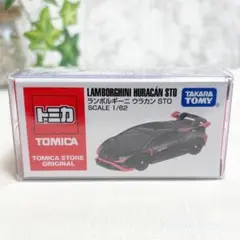 LAMBORGHINI HURACÁN STO
ランボルギーニ ウラカン STO
SCALE 1/62
TAKARA
TOMY
トミカ
TOMICA
TOMICA STORE
ORIGINAL